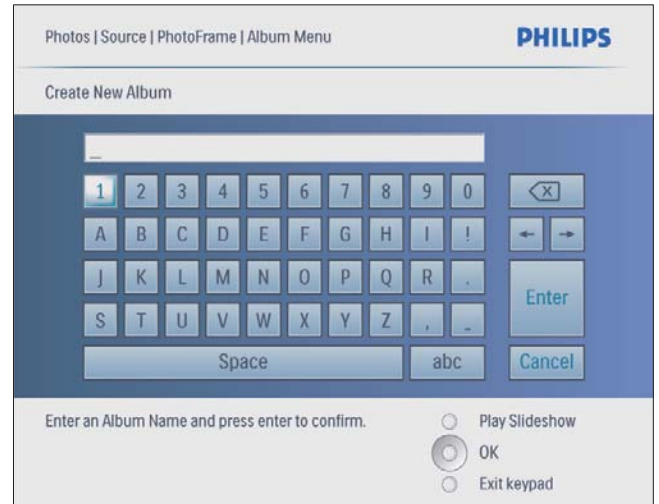 Photos | Source | PhotoFrame | Album Menu PHILIPS
Create New Album
_
1 2 3 4 5 6 7 8 9 0
A B C D E F G H I !
J K L M N O P Q R .
Enter
S T U V W X Y Z , _
Space abc Cancel
Enter an Album Name and press enter to confirm. Play Slideshow
OK
Exit keypad